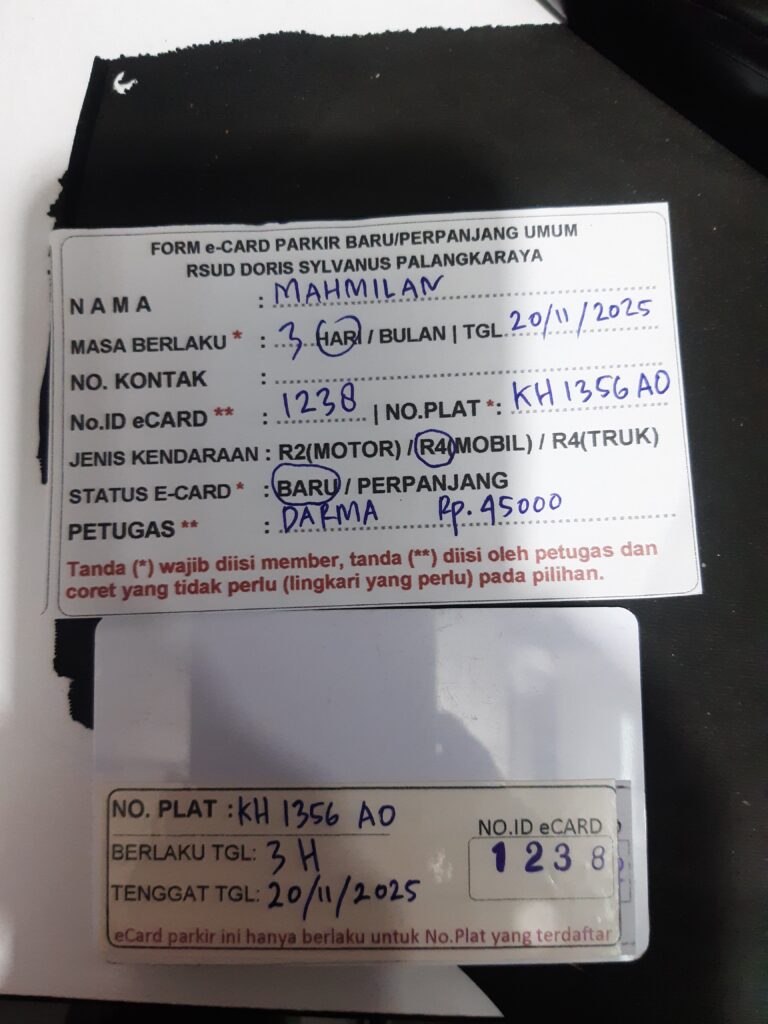 FORM e-CARD PARKIR BARU/PERPANJANG UMUM
RSUD DORIS SYLVANUS PALANGKARAYA
NAMA : MAHMILAN
MASA BERLAKU * : 3 HARI / BULAN | TGL 20/11/2025
NO. KONTAK :
No.ID eCARD ** : 1238 | NO.PLAT *: KH 1356 AO
JENIS KENDARAAN : R2(MOTOR) / R4(MOBIL) / R4(TRUK)
STATUS E-CARD * : BARU / PERPANJANG
PETUGAS ** : DARMA Rp. 45000
Tanda (*) wajib diisi member, tanda (**) diisi oleh petugas dan
coret yang tidak perlu (lingkari yang perlu) pada pilihan.
NO. PLAT : KH 1356 AO
NO.ID eCARD
BERLAKU TGL: 3 H
1238
TENGGAT TGL: 20/11/2025
eCard parkir ini hanya berlaku untuk No.Plat yang terdaftar